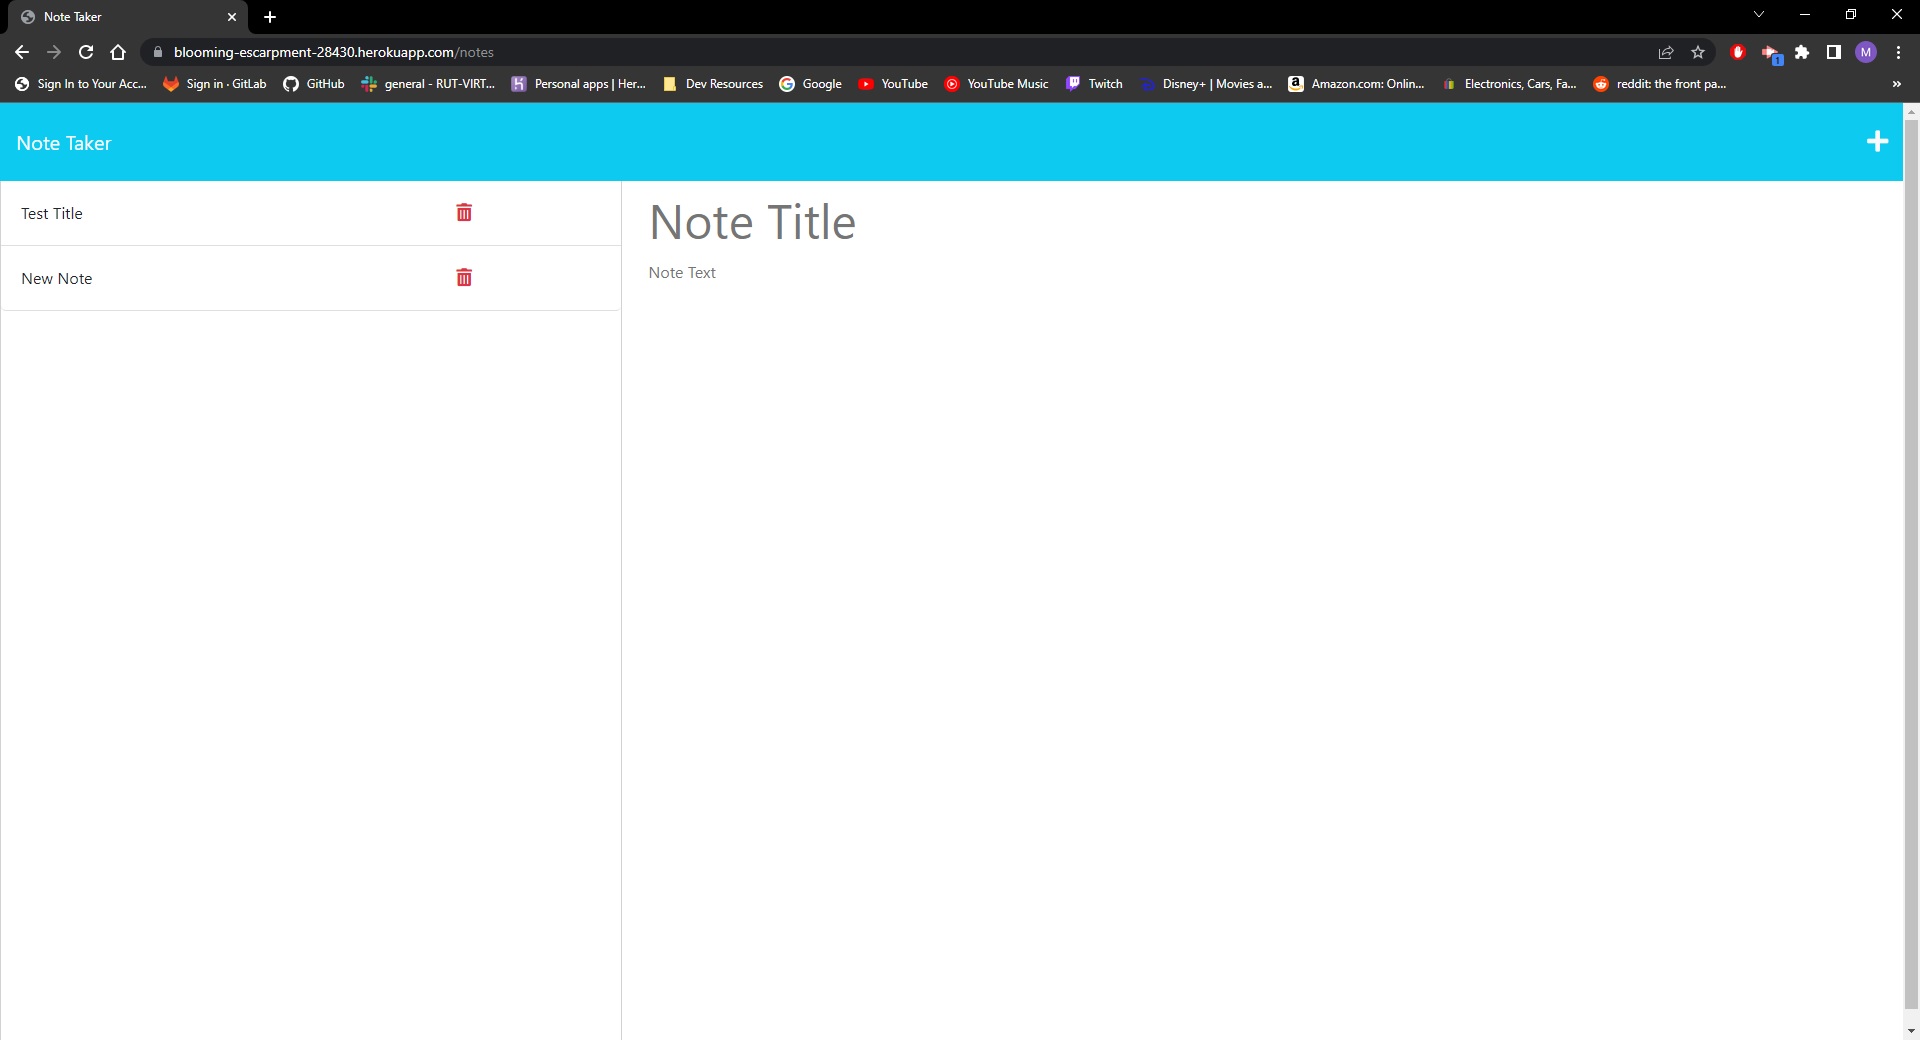 Note Taker
blooming-escarpment-28430.herokuapp.com/notes
1
M
Sign In to Your Acc... Sign in · GitLab GitHub general - RUT-VIRT... Personal apps | Her... Dev Resources Google YouTube YouTube Music Twitch Disney+ | Movies a... Amazon.com: Onlin... Electronics, Cars, Fa... reddit: the front pa... »
Note Taker
Test Title
New Note
Note Title
Note Text